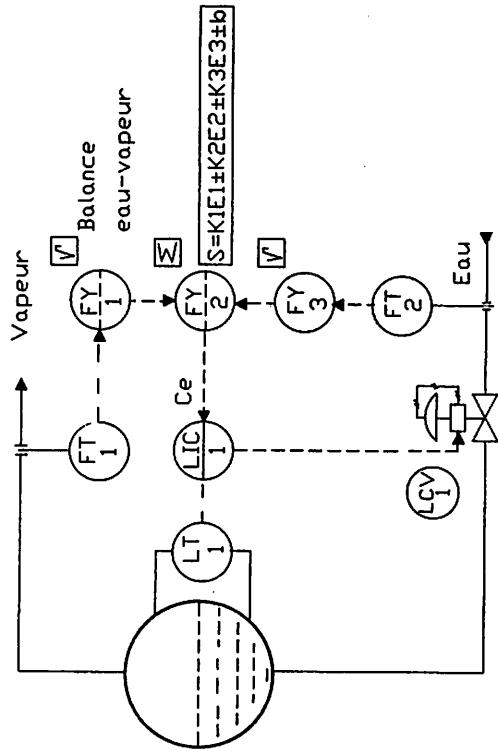 Vapeur
FT
1
FY
1
√
Balance
eau-vapeur
LT
1
LIC
1
Ce
FY
2
Σ
S=K1E1±K2E2±K3E3±b
FY
3
√
FT
2
LCV
1
Eau